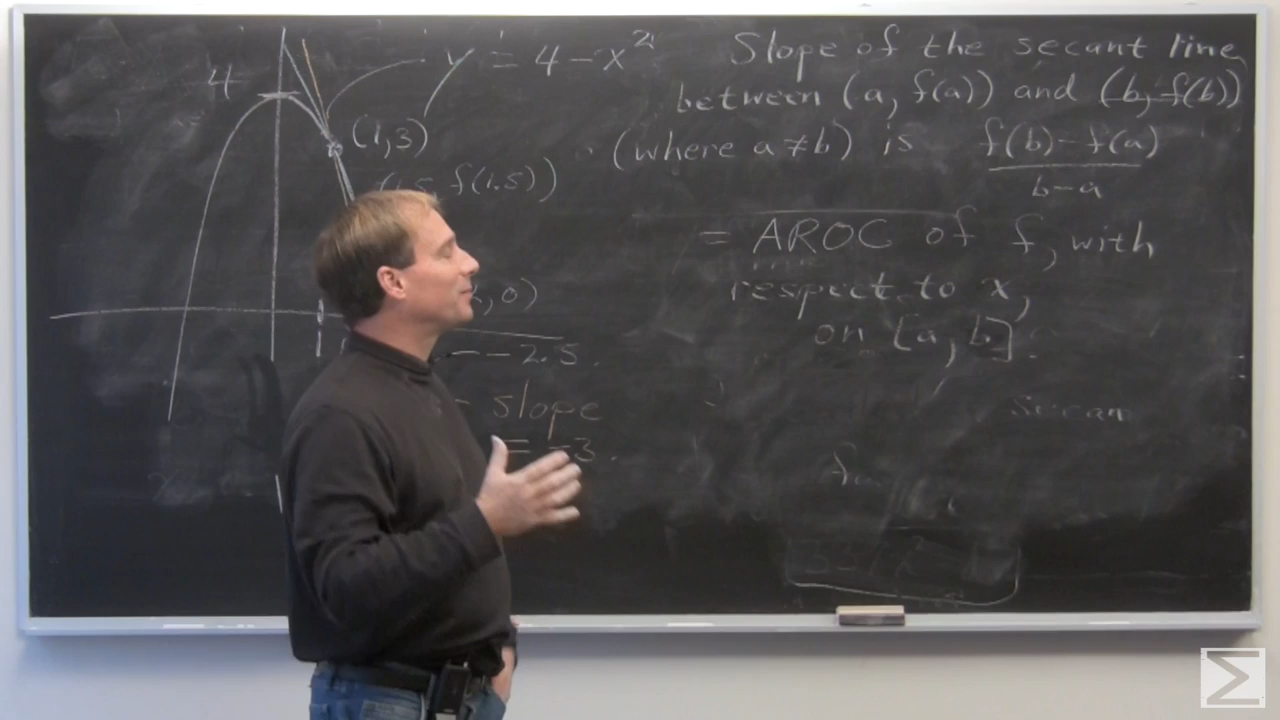 4
y = 4 - x²
(1,3)
f(1.5))
, 0)
- 2.5.
slope
= -3.
Slope of the secant line
between (a, f(a)) and (b, f(b))
(where a ≠ b) is f(b) - f(a)
b - a
= AROC of f, with
respect to x,
on [a, b].
Σ